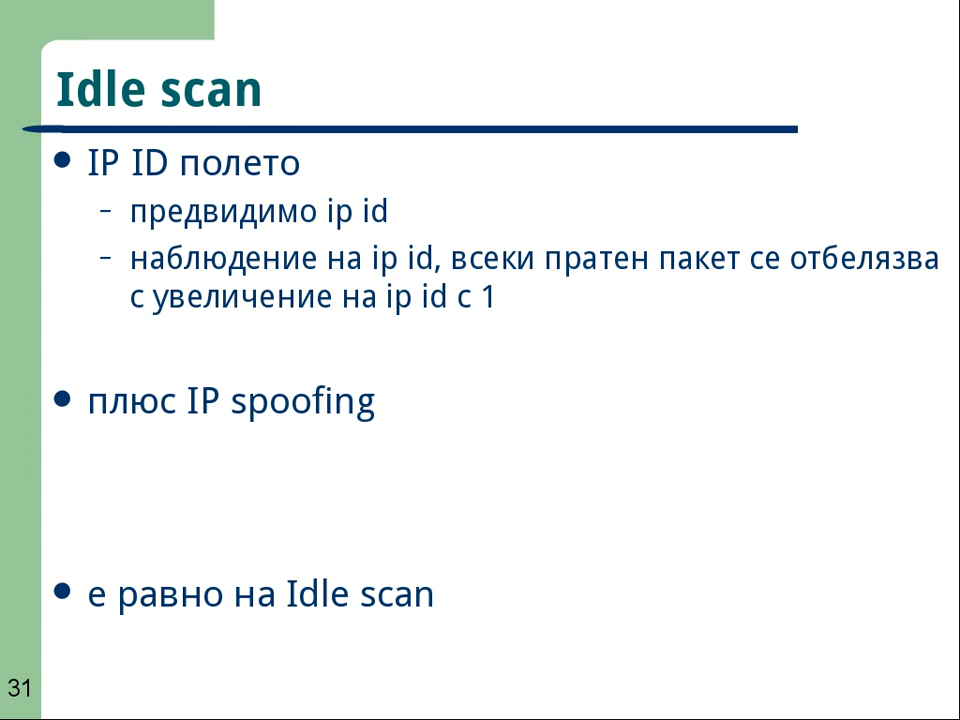 Idle scan
IP ID полето
– предвидимо ip id
– наблюдение на ip id, всеки пратен пакет се отбелязва
с увеличение на ip id с 1
плюс IP spoofing
е равно на Idle scan
31